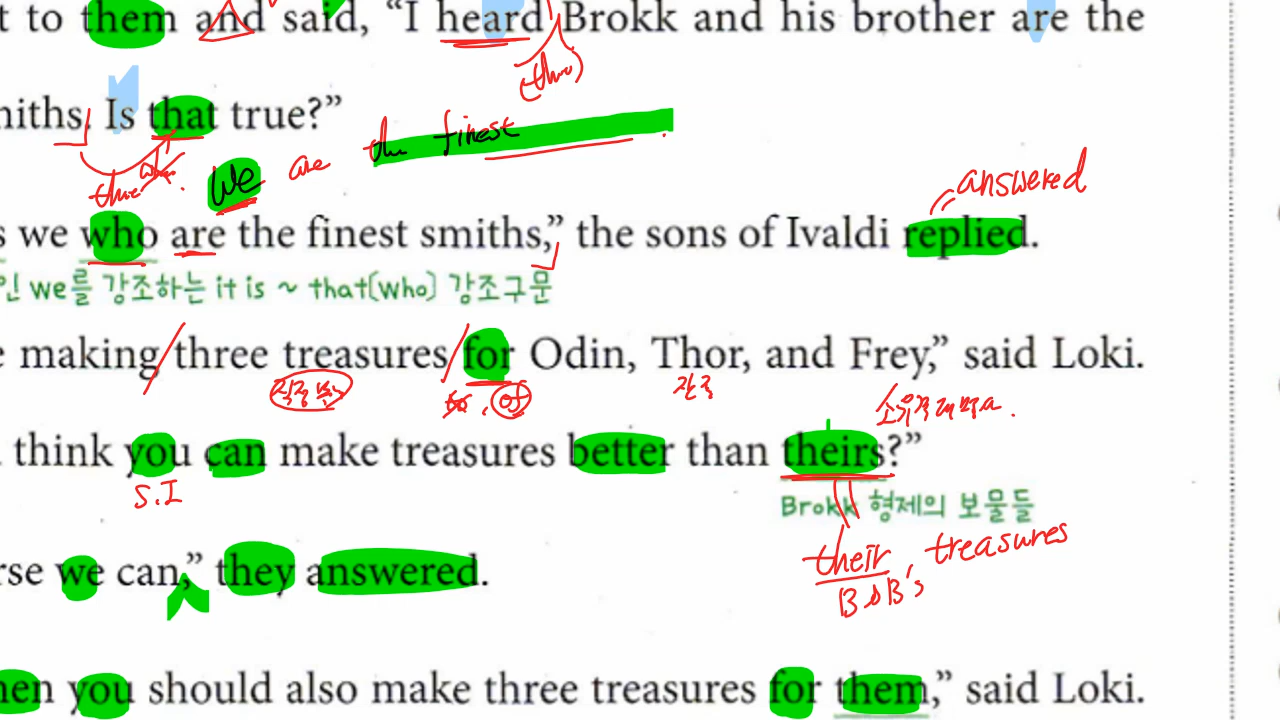 t to them and said, “I heard Brokk and his brother are the
(that)
niths. Is that true?”
the finest
We are
s we who are the finest smiths,” the sons of Ivaldi replied.
answered
인 we를 강조하는 it is ~ that(who) 강조구문
e making three treasures for Odin, Thor, and Frey,” said Loki.
to, of
think you can make treasures better than theirs?”
S.I
Brokk 형제의 보물들
their treasures
B&B's
rse we can,” they answered.
hen you should also make three treasures for them,” said Loki.